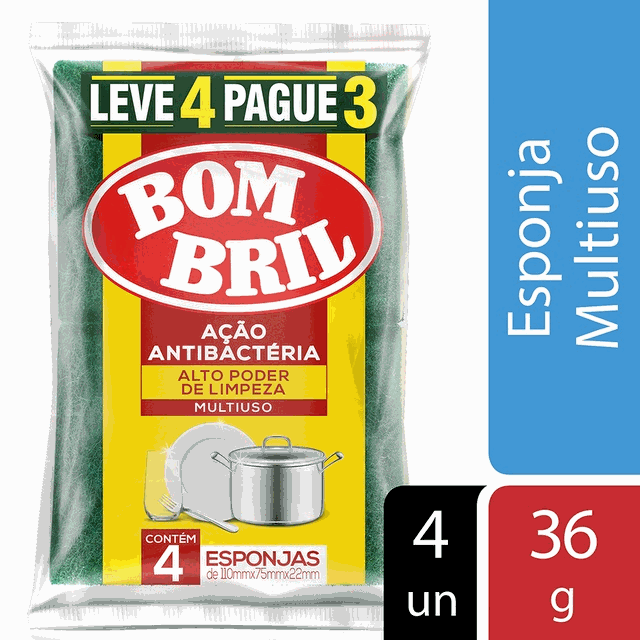 LEVE 4 PAGUE 3
BOM
BRIL
AÇÃO
ANTIBACTÉRIA
ALTO PODER
DE LIMPEZA
MULTIUSO
CONTÉM
4
ESPONJAS
de 110mmx75mmx22mm
Esponja
Multiuso
4
un
36
g